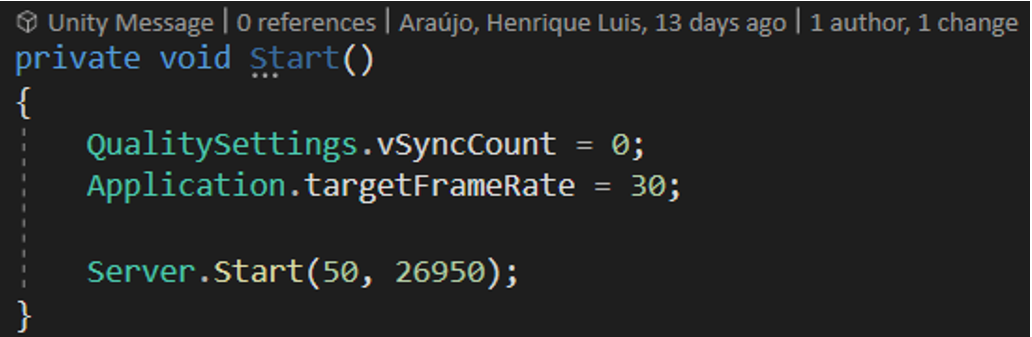 Unity Message | 0 references | Araújo, Henrique Luis, 13 days ago | 1 author, 1 change
private void Start()
{
    QualitySettings.vSyncCount = 0;
    Application.targetFrameRate = 30;
    Server.Start(50, 26950);
}